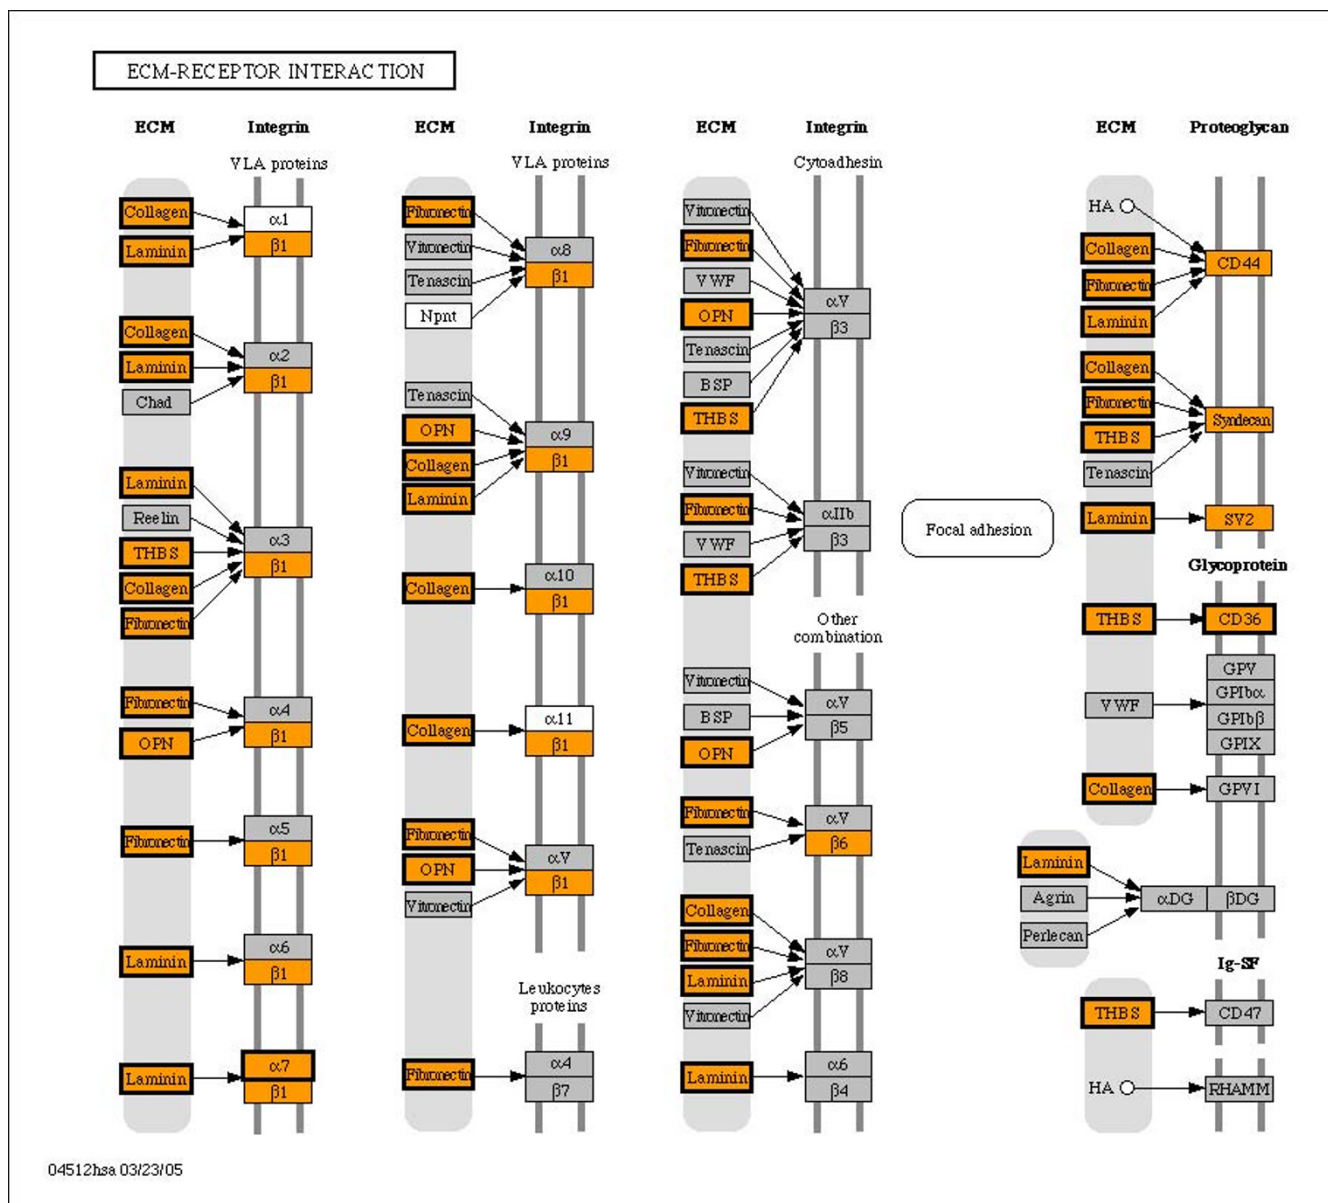 ECM-RECEPTOR INTERACTION
ECM
Integrin
VLA proteins
Collagen
Laminin
α1
β1
Collagen
Laminin
Chad
α2
β1
Laminin
Reelin
THBS
Collagen
Fibronectin
α3
β1
Fibronectin
OPN
α4
β1
Fibronectin
α5
β1
Laminin
α6
β1
Laminin
α7
β1
ECM
Integrin
VLA proteins
Fibronectin
Vitronectin
Tenascin
Npnt
α8
β1
Tenascin
OPN
Collagen
Laminin
α9
β1
Collagen
α10
β1
Collagen
α11
β1
Fibronectin
OPN
Vitronectin
αV
β1
Leukocytes
proteins
Fibronectin
α4
β7
ECM
Integrin
Cytoadhesin
Vitronectin
Fibronectin
VWF
OPN
Tenascin
BSP
THBS
αV
β3
Vitronectin
Fibronectin
VWF
THBS
αIIb
β3
Other
combination
Vitronectin
BSP
OPN
αV
β5
Fibronectin
Tenascin
αV
β6
Collagen
Fibronectin
Laminin
Vitronectin
αV
β8
Laminin
α6
β4
Focal adhesion
ECM
Proteoglycan
HA
Collagen
Fibronectin
Laminin
CD44
Collagen
Fibronectin
THBS
Tenascin
Syndecan
Laminin
SV2
Glycoprotein
THBS
CD36
VWF
GPV
GPIbα
GPIbβ
GPIX
Collagen
GPVI
Laminin
Agrin
Perlecan
αDG
βDG
Ig-SF
THBS
CD47
HA
RHAMM
04512hsa 03/23/05